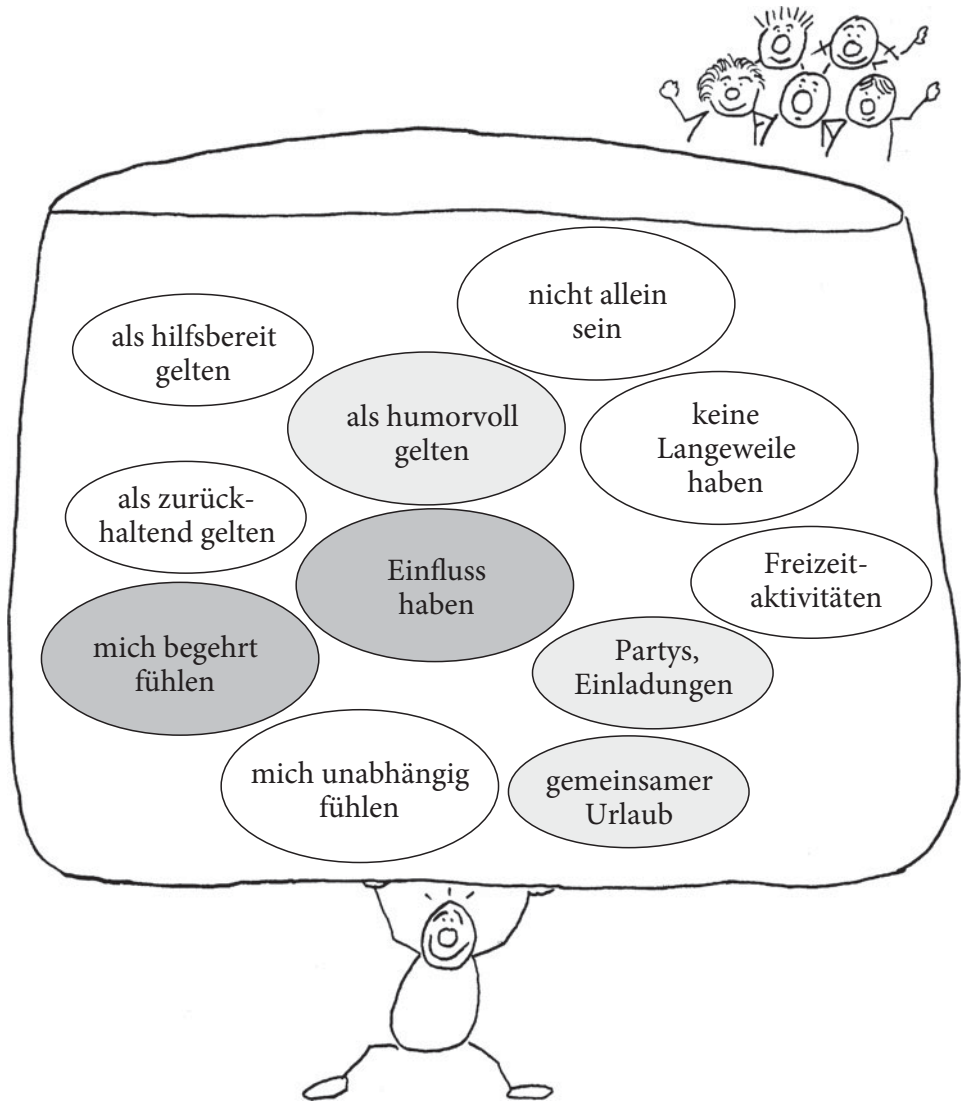 nicht allein
sein
als hilfsbereit
gelten
als humorvoll
gelten
keine
Langeweile
haben
als zurück-
haltend gelten
Einfluss
haben
Freizeit-
aktivitäten
mich begehrt
fühlen
Partys,
Einladungen
mich unabhängig
fühlen
gemeinsamer
Urlaub